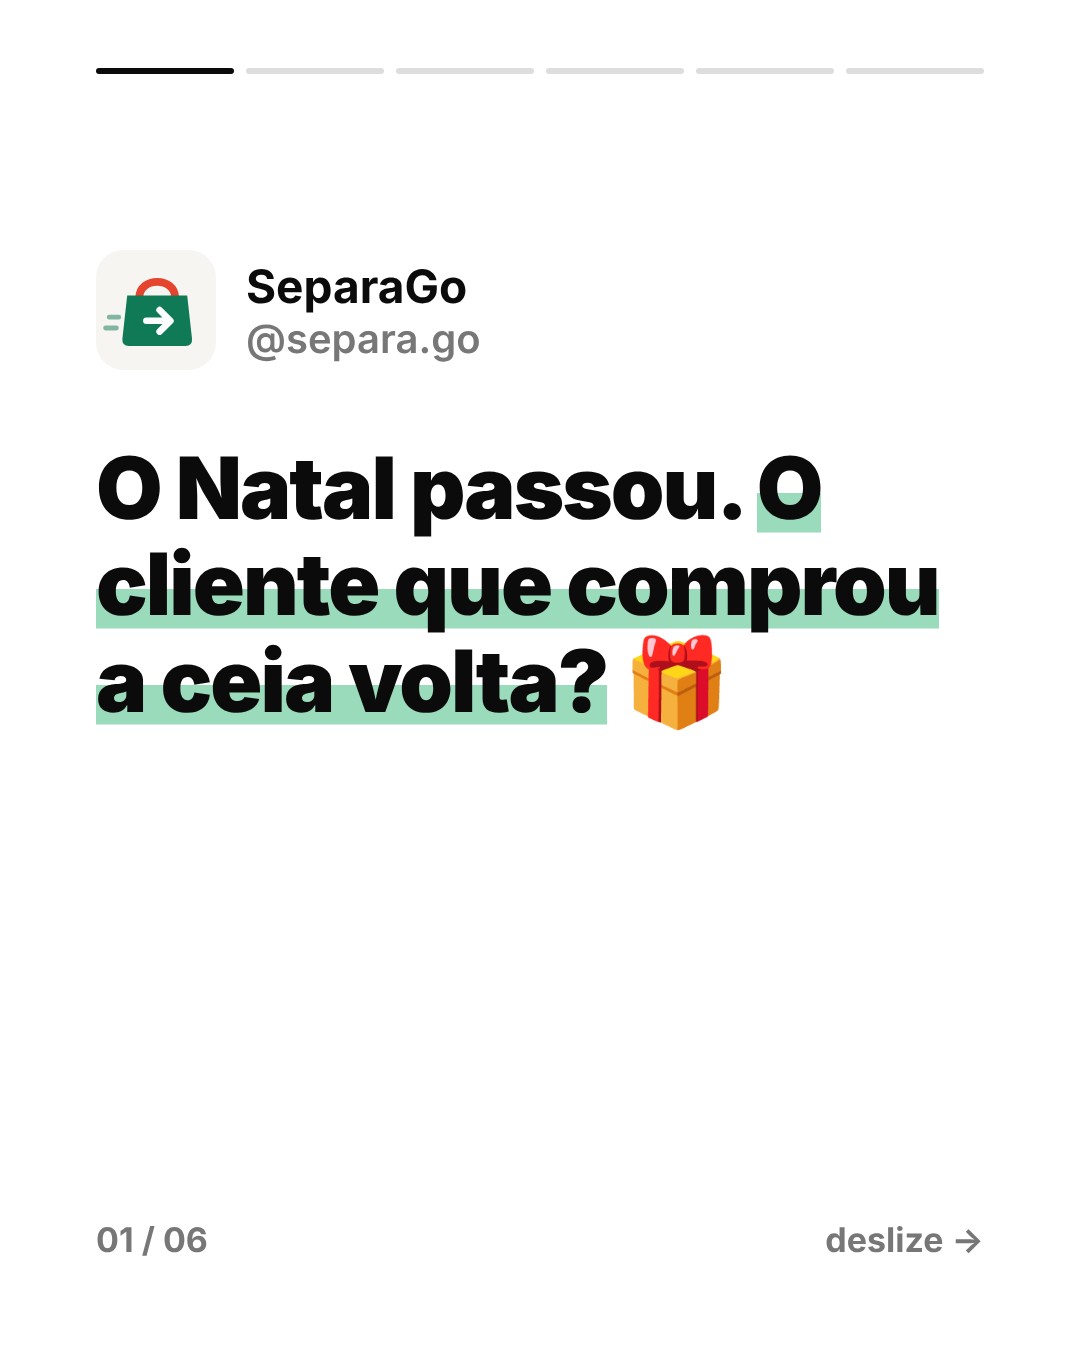 SeparaGo
@separa.go
O Natal passou. O
cliente que comprou
a ceia volta? 🎁
01 / 06
deslize →